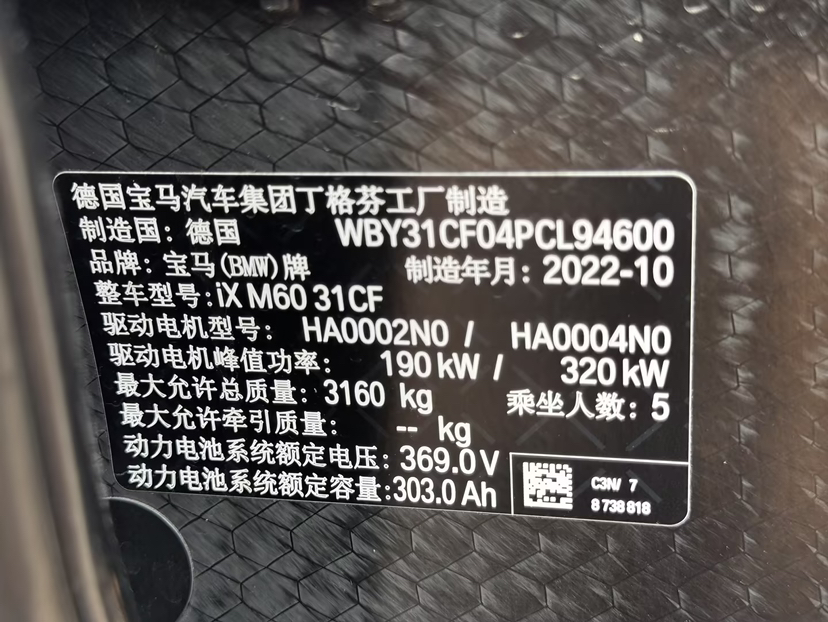 德国宝马汽车集团丁格芬工厂制造
制造国：德国 WBY31CF04PCL94600
品牌：宝马(BMW)牌 制造年月：2022-10
整车型号：iX M60 31CF
驱动电机型号： HA0002N0 / HA0004N0
驱动电机峰值功率： 190 kW / 320 kW
最大允许总质量：3160 kg 乘坐人数：5
最大允许牵引质量： -- kg
动力电池系统额定电压：369.0 V
动力电池系统额定容量:303.0 Ah
C3N/ 7
8 738 818